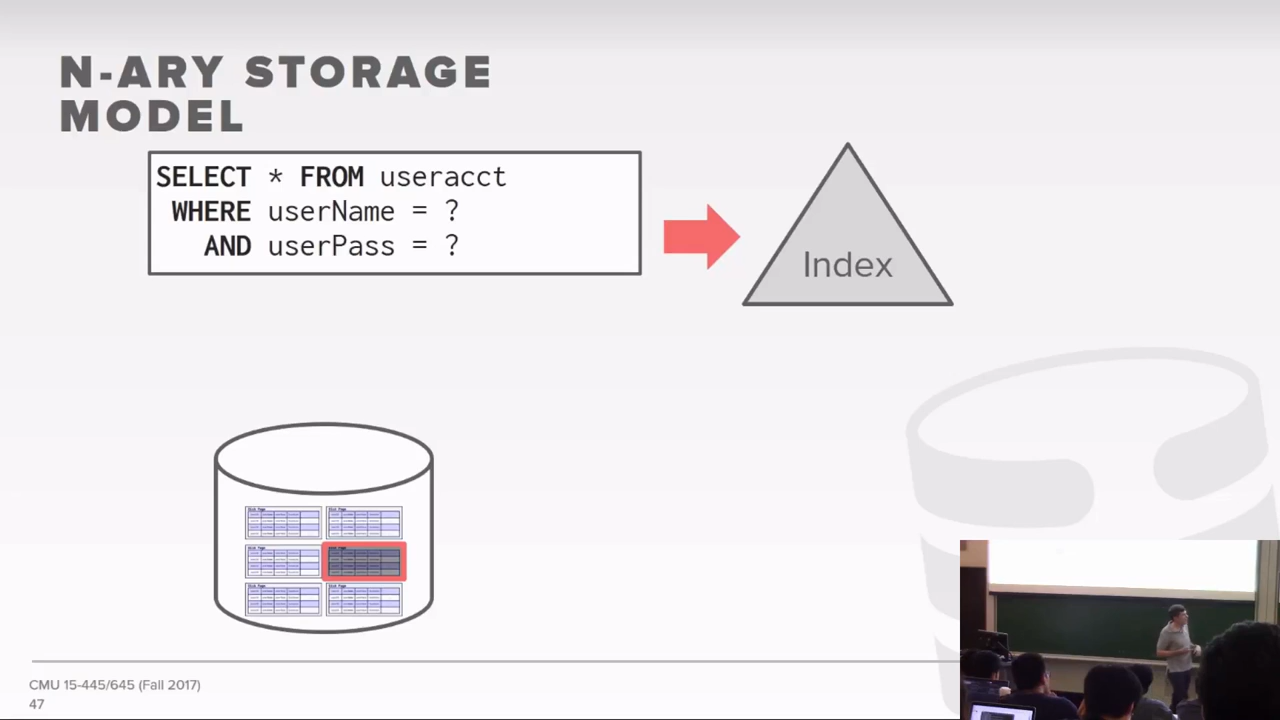 N-ARY STORAGE
MODEL
SELECT * FROM useracct
WHERE userName = ?
AND userPass = ?
Index
CMU 15-445/645 (Fall 2017)
47